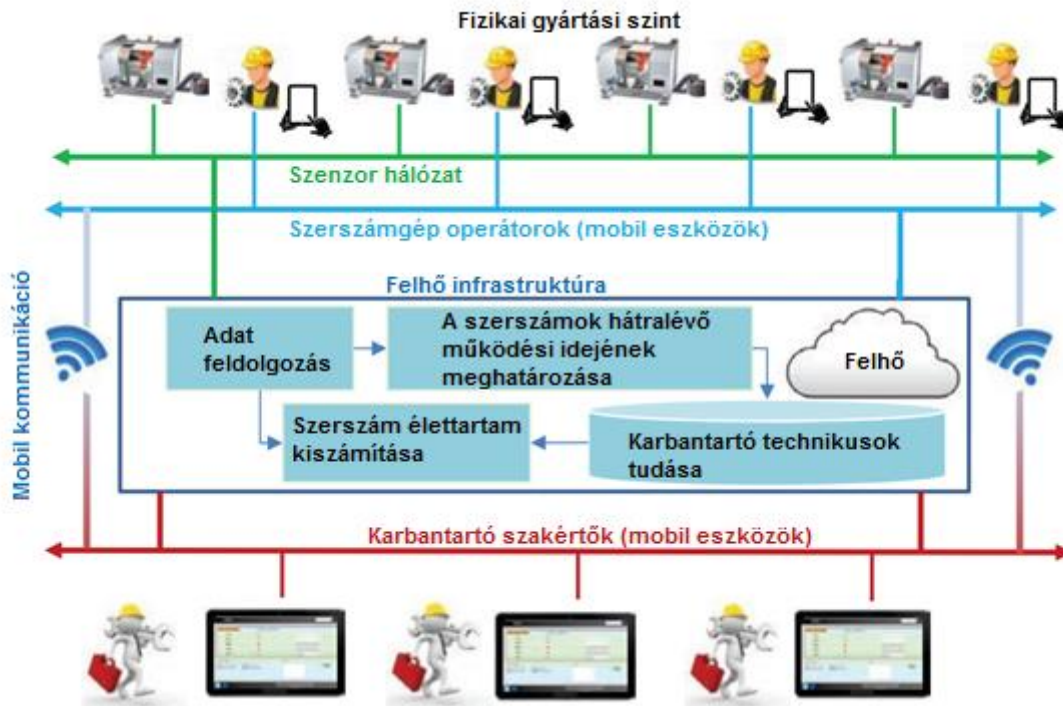 Fizikai gyártási szint
Szenzor hálózat
Szerszámgép operátorok (mobil eszközök)
Mobil kommunikáció
Felhő infrastruktúra
Adat
feldolgozás
A szerszámok hátralévő
működési idejének
meghatározása
Felhő
Szerszám élettartam
kiszámítása
Karbantartó technikusok
tudása
Karbantartó szakértők (mobil eszközök)